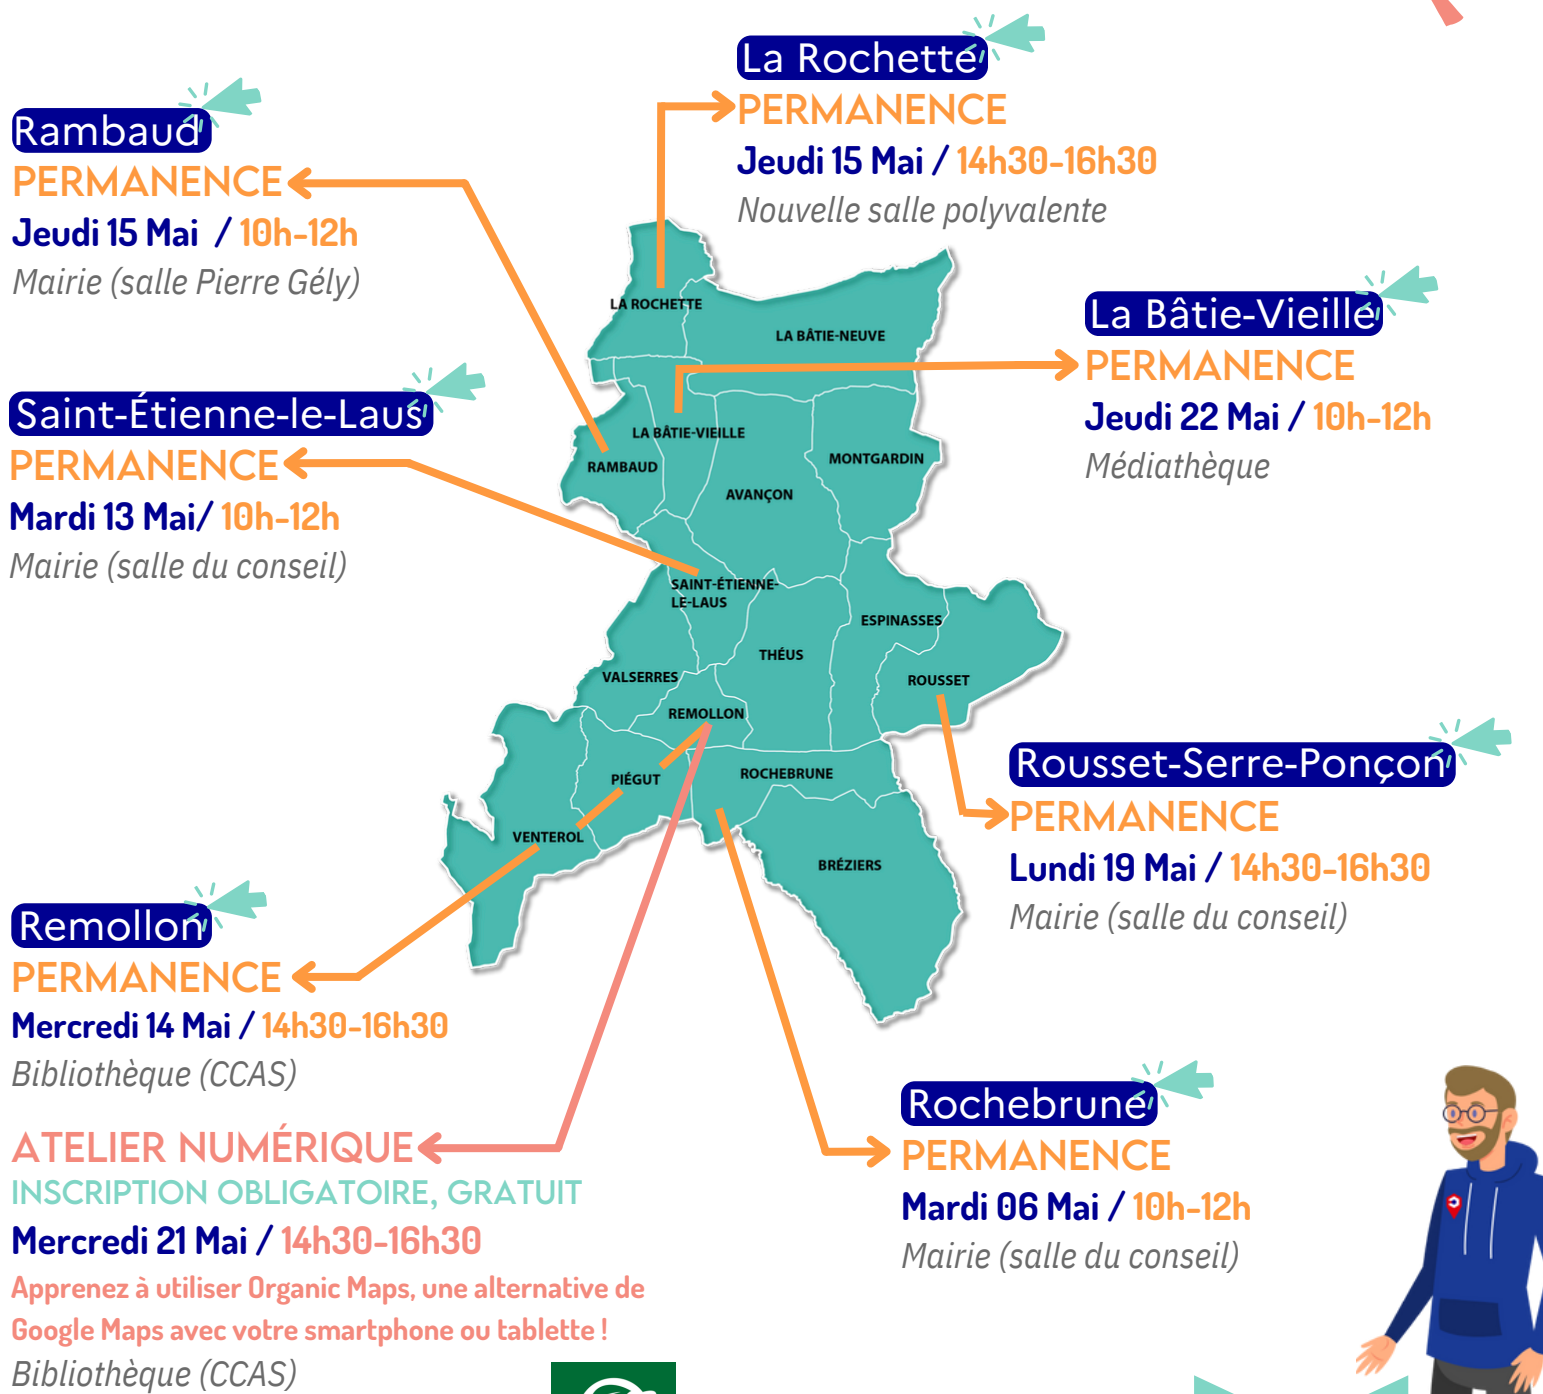 La Rochette
PERMANENCE
Jeudi 15 Mai / 14h30-16h30
Nouvelle salle polyvalente
Rambaud
PERMANENCE
Jeudi 15 Mai / 10h-12h
Mairie (salle Pierre Gély)
La Bâtie-Vieille
PERMANENCE
Jeudi 22 Mai / 10h-12h
Médiathèque
Saint-Étienne-le-Laus
PERMANENCE
Mardi 13 Mai/ 10h-12h
Mairie (salle du conseil)
LA ROCHETTE
LA BÂTIE-NEUVE
LA BÂTIE-VIEILLE
RAMBAUD
MONTGARDIN
AVANÇON
SAINT-ÉTIENNE-
LE-LAUS
ESPINASSES
THÉUS
VALSERRES
ROUSSET
REMOLLON
PIÉGUT
ROCHEBRUNE
VENTEROL
BRÉZIERS
Rousset-Serre-Ponçon
PERMANENCE
Lundi 19 Mai / 14h30-16h30
Mairie (salle du conseil)
Remollon
PERMANENCE
Mercredi 14 Mai / 14h30-16h30
Bibliothèque (CCAS)
ATELIER NUMÉRIQUE
INSCRIPTION OBLIGATOIRE, GRATUIT
Mercredi 21 Mai / 14h30-16h30
Apprenez à utiliser Organic Maps, une alternative de
Google Maps avec votre smartphone ou tablette !
Bibliothèque (CCAS)
Rochebrune
PERMANENCE
Mardi 06 Mai / 10h-12h
Mairie (salle du conseil)